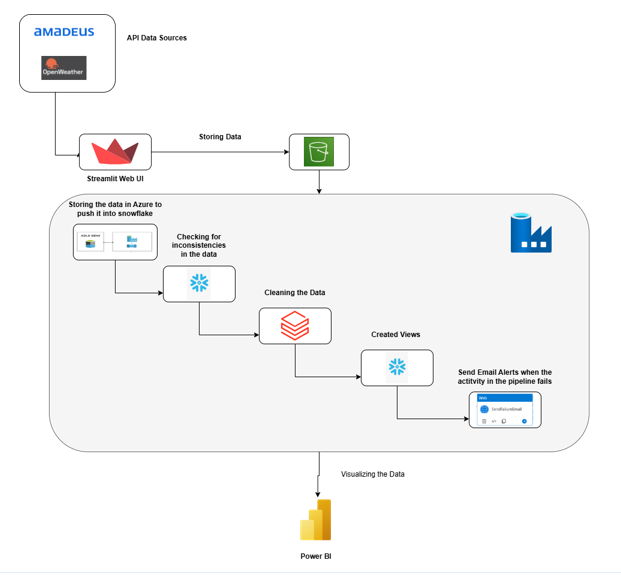 amadeus
API Data Sources
OpenWeather
Storing Data
Streamlit Web UI
Storing the data in Azure to
push it into snowflake
Checking for
inconsistencies
in the data
Cleaning the Data
Created Views
Send Email Alerts when the
actitvity in the pipeline fails
Web
SendFailureEmail
Visualizing the Data
Power BI